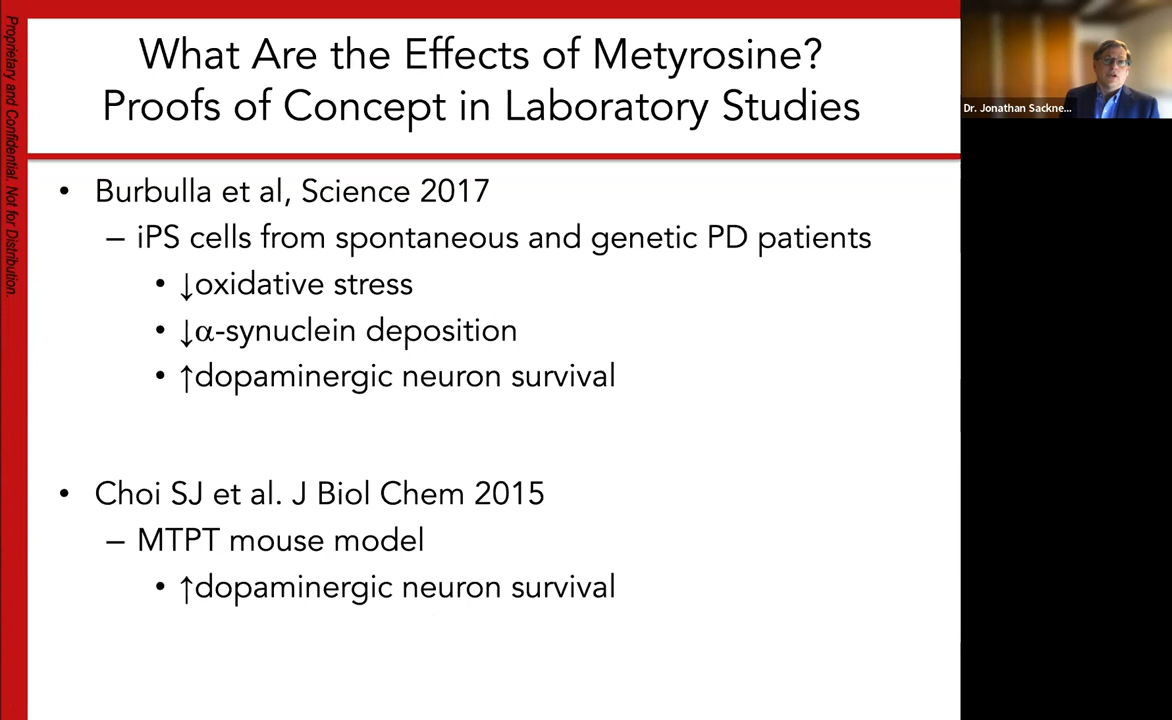 Proprietary and Confidential. Not for Distribution.
What Are the Effects of Metyrosine?
Proofs of Concept in Laboratory Studies
• Burbulla et al, Science 2017
– iPS cells from spontaneous and genetic PD patients
• ↓oxidative stress
• ↓α-synuclein deposition
• ↑dopaminergic neuron survival
• Choi SJ et al. J Biol Chem 2015
– MTPT mouse model
• ↑dopaminergic neuron survival
Dr. Jonathan Sackne...